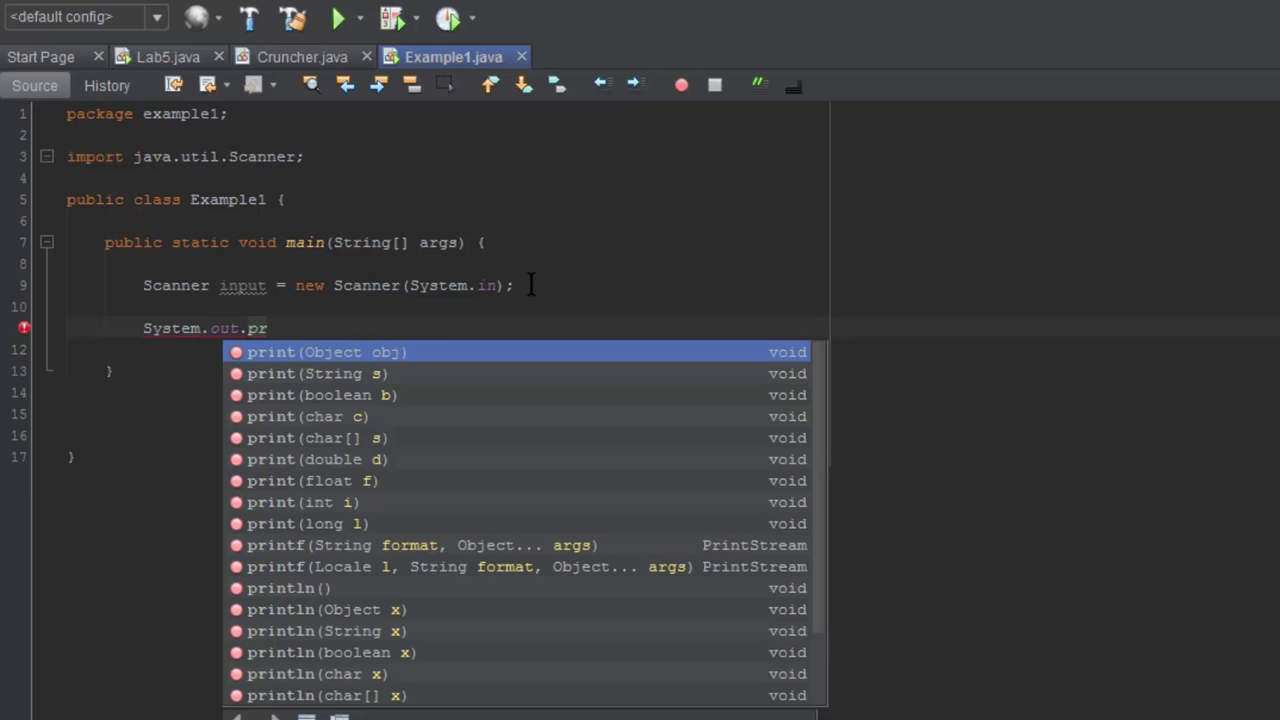 <default config>
Start Page Lab5.java Cruncher.java Example1.java
Source History
1 package example1;
2
3 import java.util.Scanner;
4
5 public class Example1 {
6
7 public static void main(String[] args) {
8
9 Scanner input = new Scanner(System.in);
10
System.out.pr
12 print(Object obj) void
print(String s) void
13 }
print(boolean b) void
14
print(char c) void
15
print(char[] s) void
16
17 }
print(double d) void
print(float f) void
print(int i) void
print(long l) void
printf(String format, Object... args) PrintStream
printf(Locale l, String format, Object... args) PrintStream
println() void
println(Object x) void
println(String x) void
println(boolean x) void
println(char x) void
println(char[] x) void